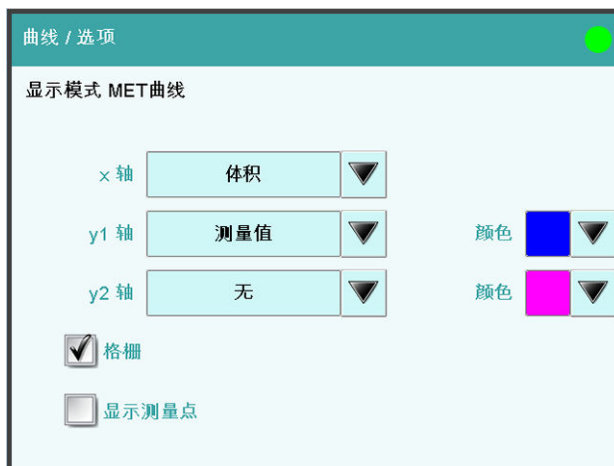 曲线 / 选项
显示模式 MET曲线
x 轴 体积
y1 轴 测量值 颜色
y2 轴 无 颜色
格栅
显示测量点